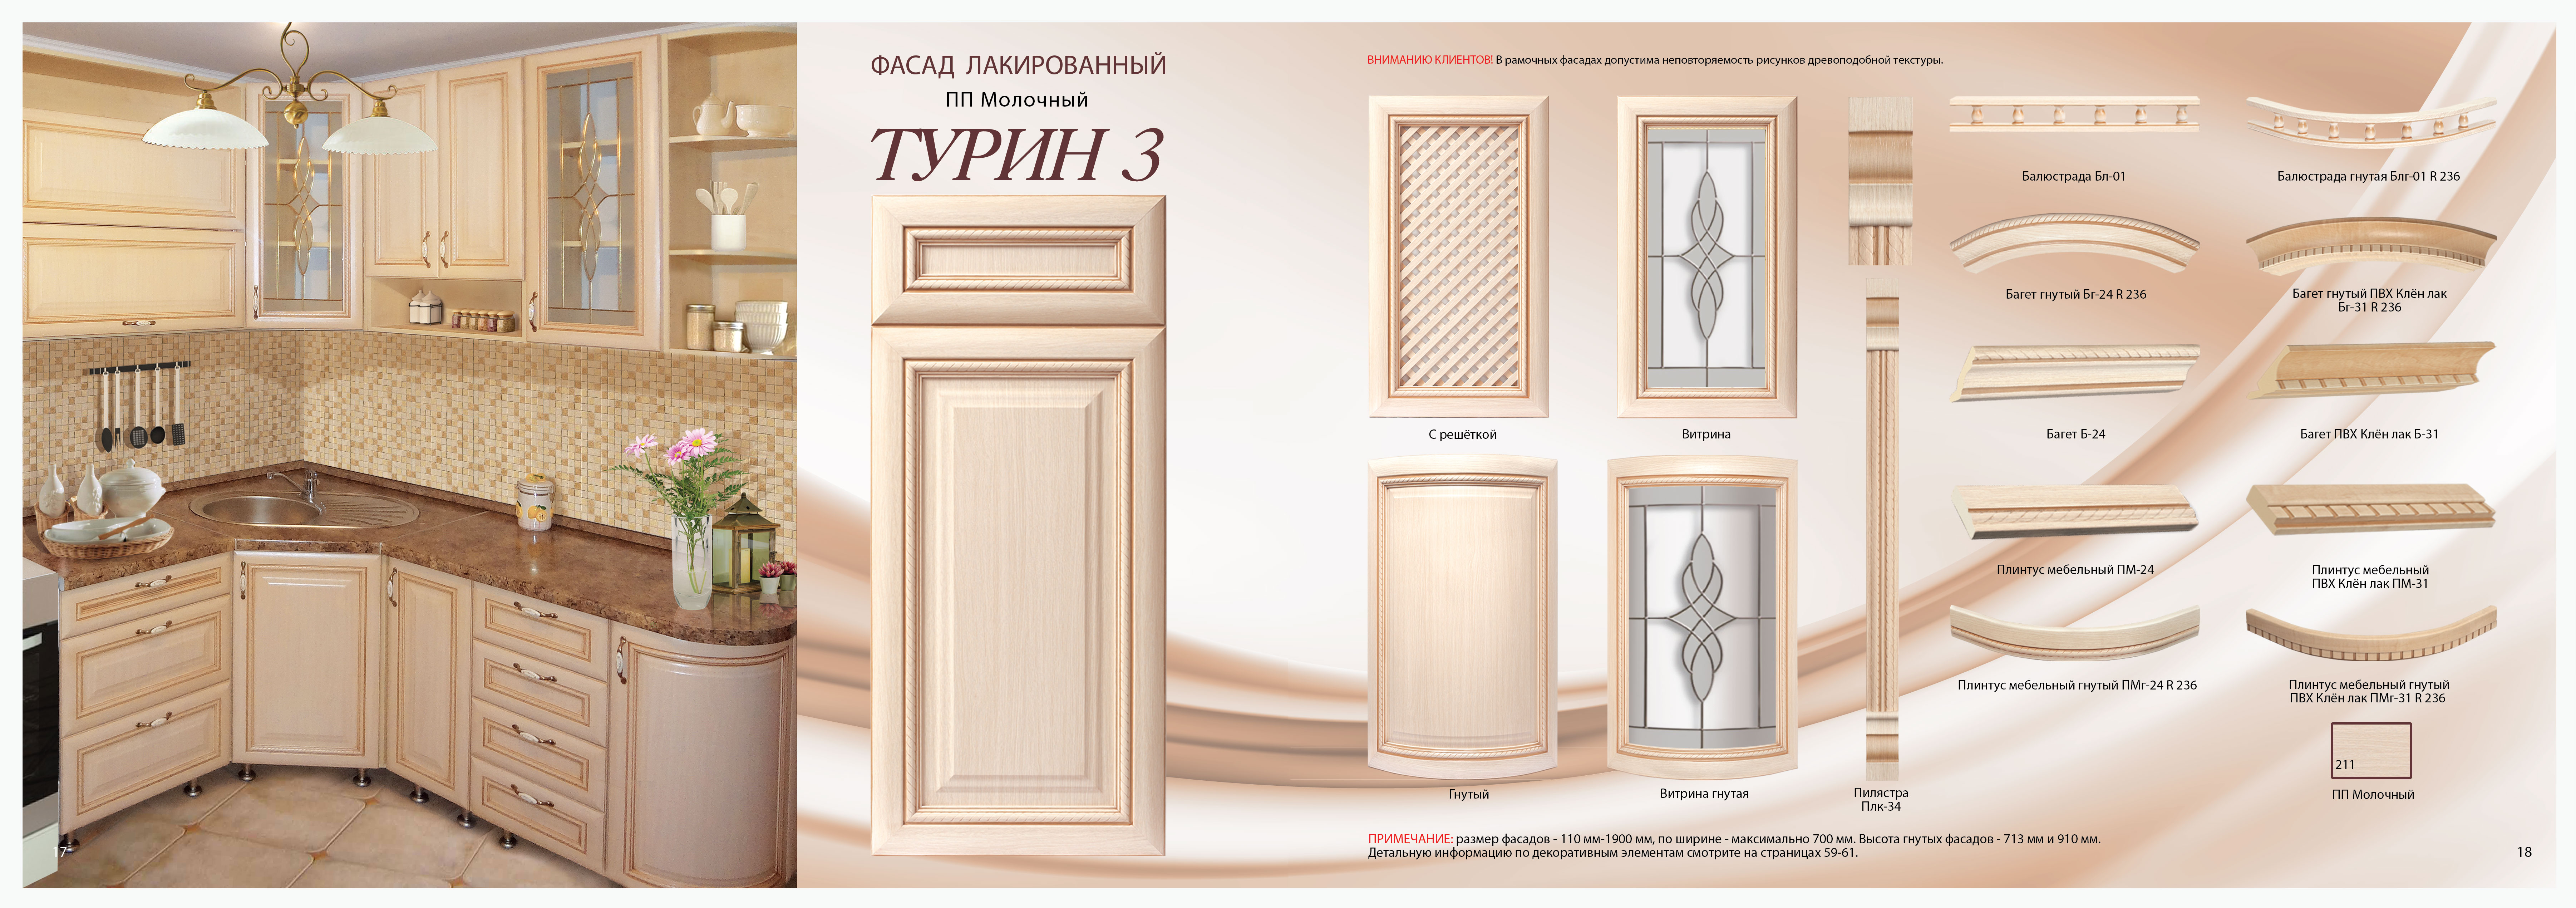 ФАСАД ЛАКИРОВАННЫЙ
ПП Молочный
ТУРИН 3
ВНИМАНИЮ КЛИЕНТОВ! В рамочных фасадах допустима неповторяемость рисунков древоподобной текстуры.
С решёткой
Витрина
Гнутый
Витрина гнутая
Пилястра
Плк-34
Балюстрада Бл-01
Балюстрада гнутая Блг-01 R 236
Багет гнутый Бг-24 R 236
Багет гнутый ПВХ Клён лак
Бг-31 R 236
Багет Б-24
Багет ПВХ Клён лак Б-31
Плинтус мебельный ПМ-24
Плинтус мебельный
ПВХ Клён лак ПМ-31
Плинтус мебельный гнутый ПМг-24 R 236
Плинтус мебельный гнутый
ПВХ Клён лак ПМг-31 R 236
211
ПП Молочный
ПРИМЕЧАНИЕ: размер фасадов - 110 мм-1900 мм, по ширине - максимально 700 мм. Высота гнутых фасадов - 713 мм и 910 мм.
Детальную информацию по декоративным элементам смотрите на страницах 59-61.
17
18